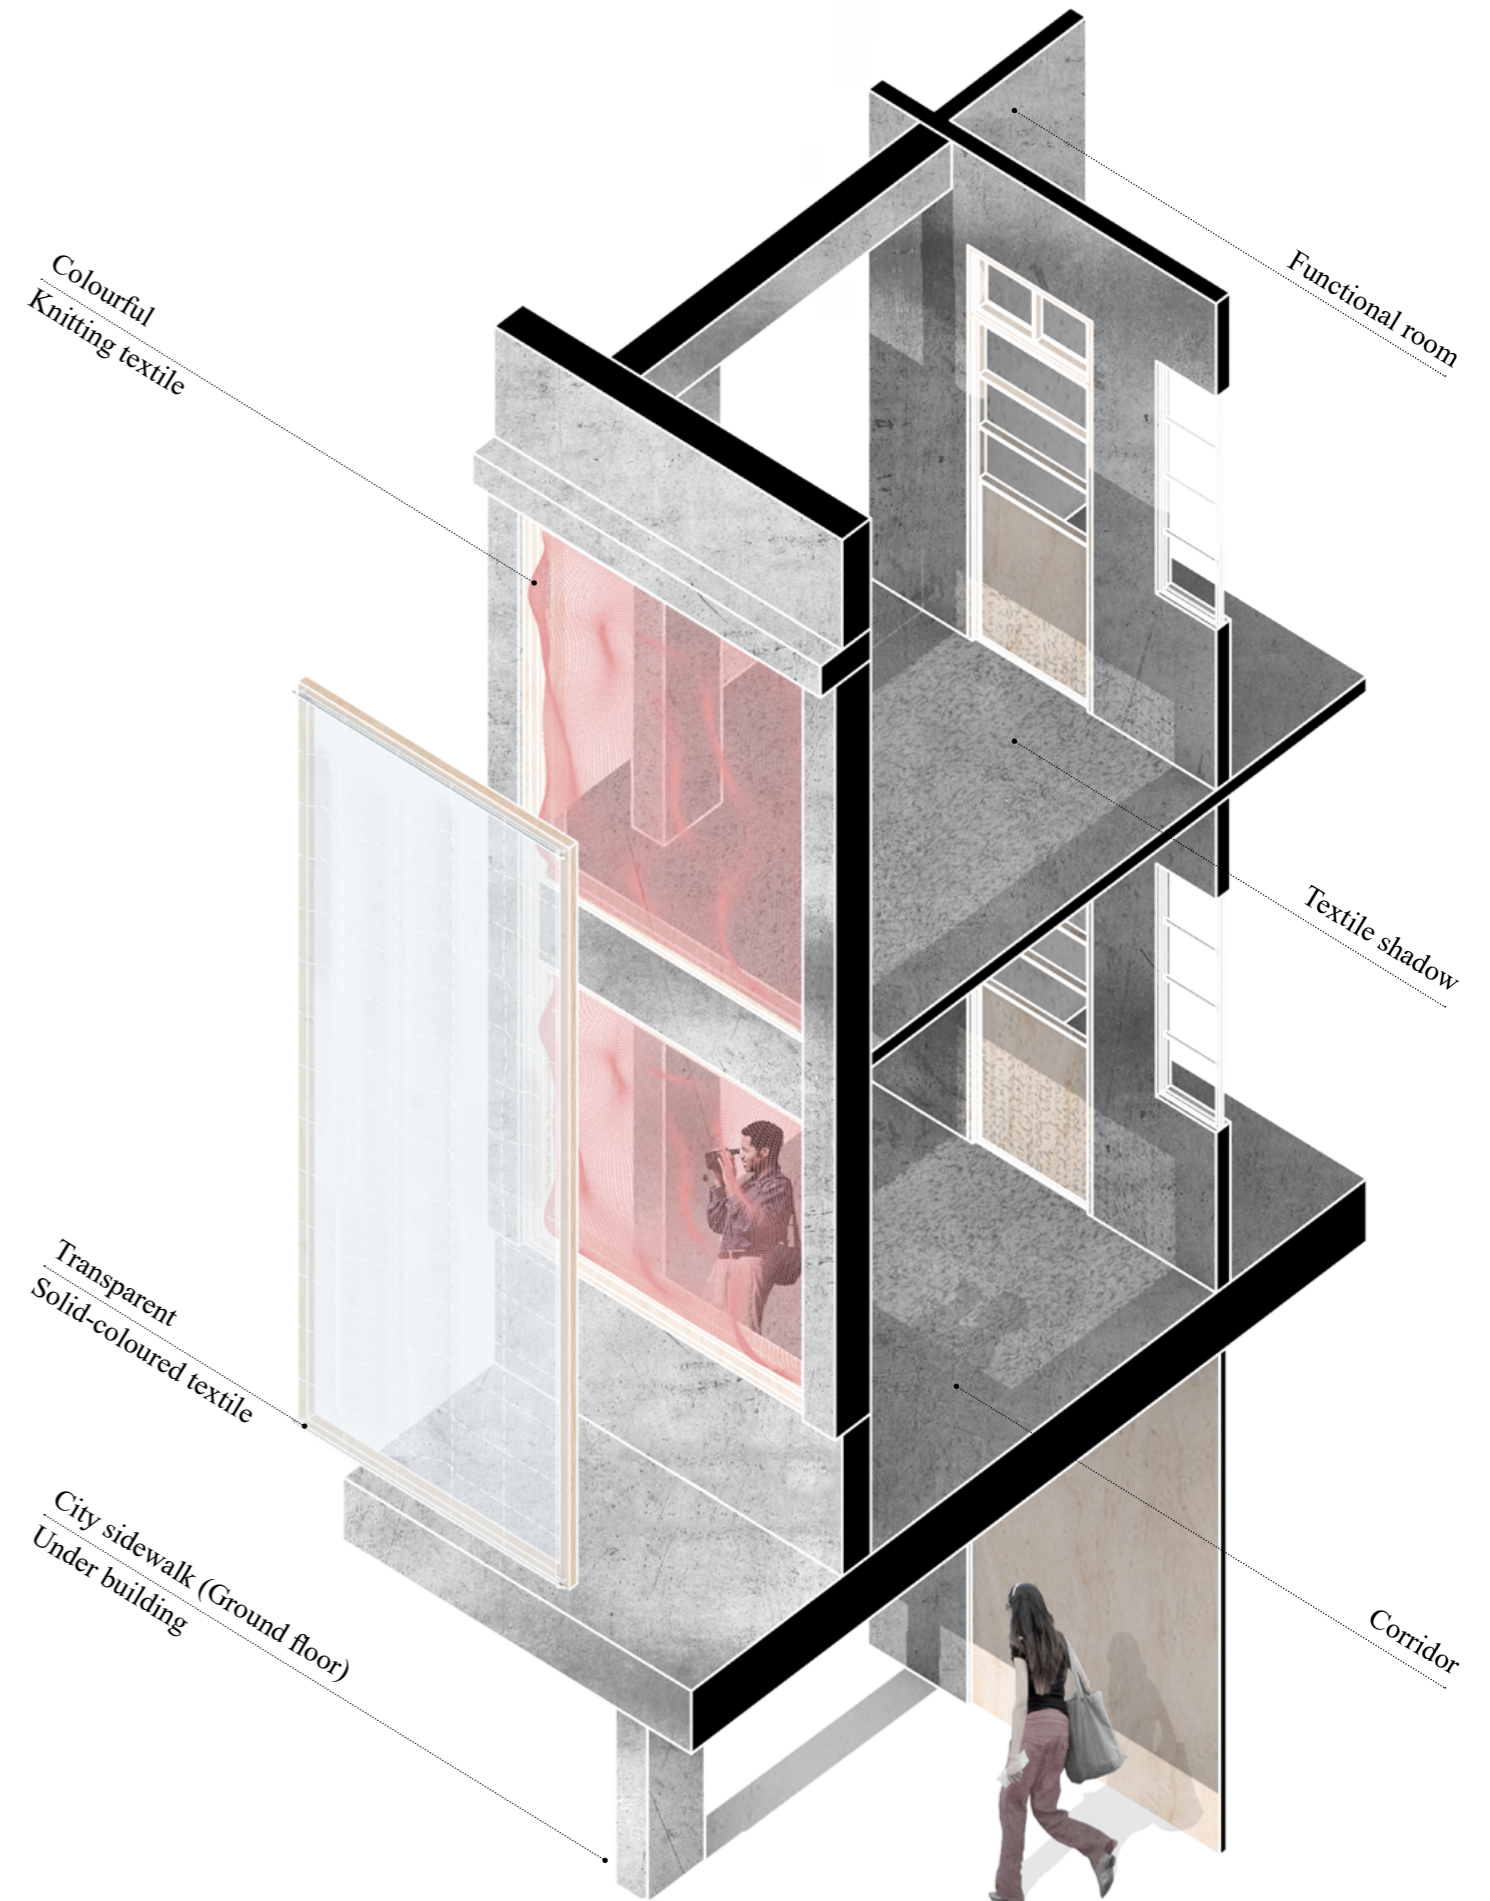 Colourful
Knitting textile
Functional room
Textile shadow
Transparent
Solid-coloured textile
City sidewalk (Ground floor)
Under building
Corridor